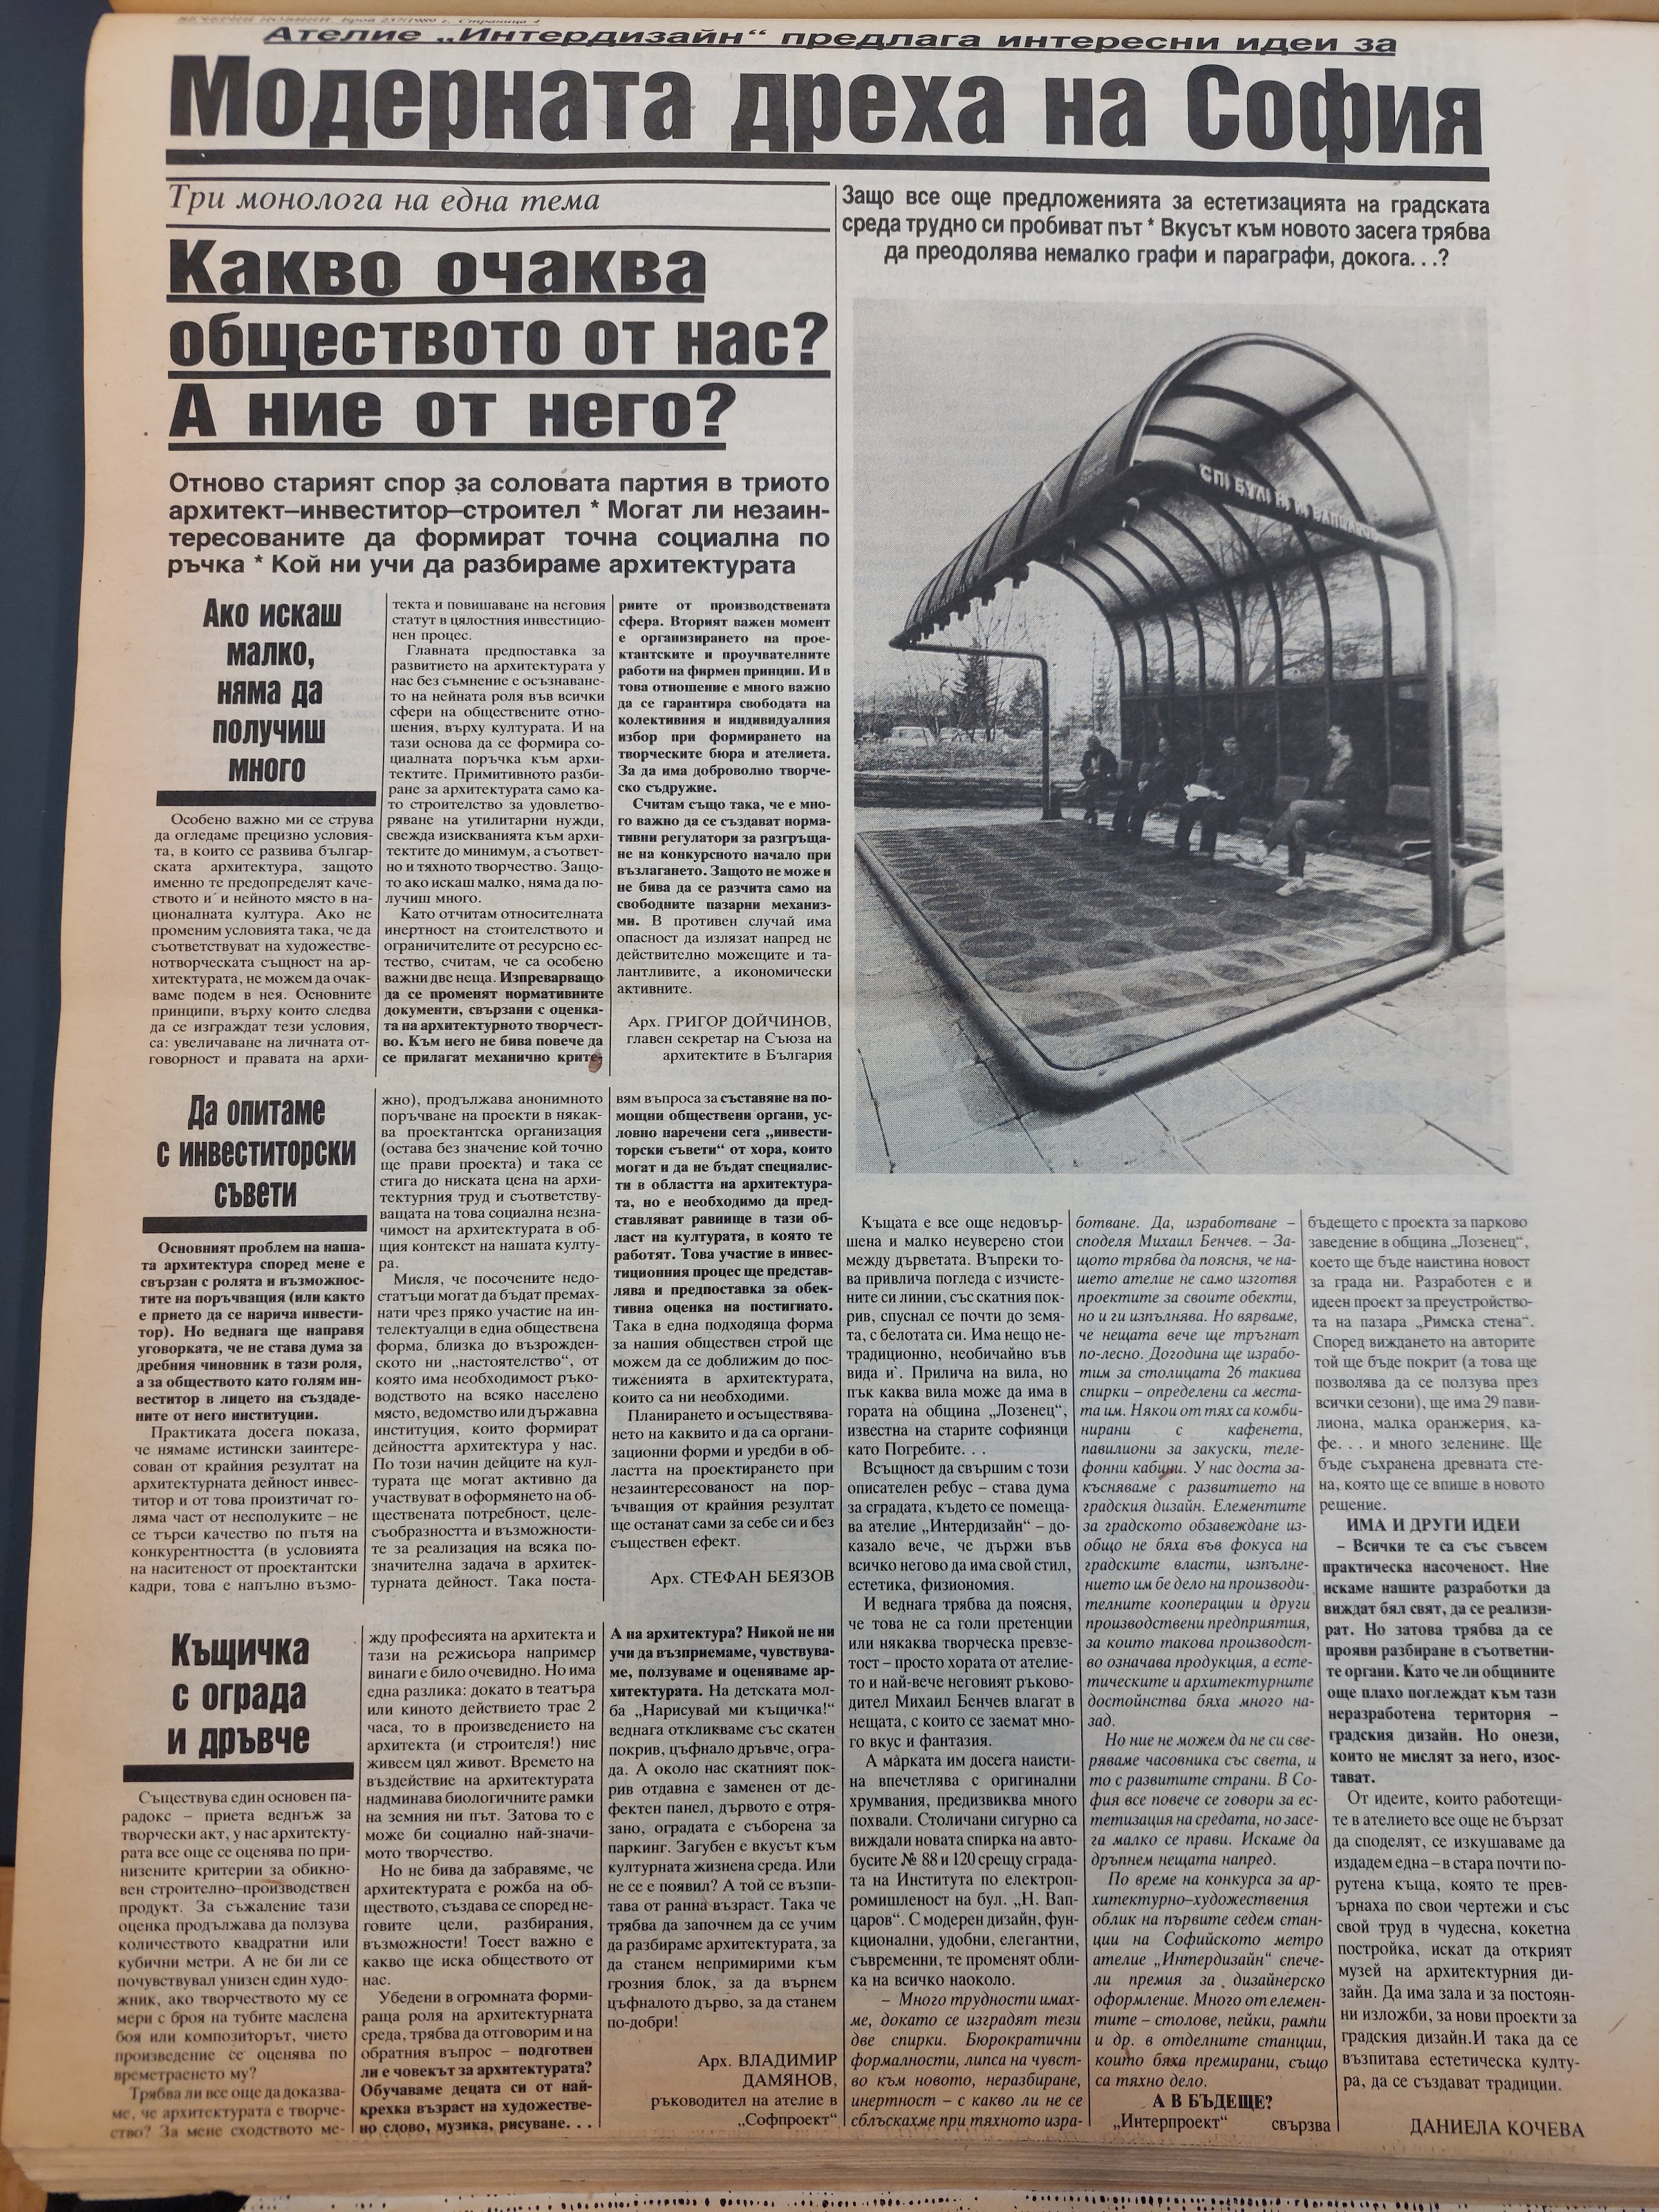 Ателие „Интердизайн“ предлага интересни идеи за
Модерната дреха на София
Три монолога на една тема
Какво очаква
обществото от нас?
А ние от него?
Отново старият спор за соловата партия в триото
архитект–инвеститор–строител * Могат ли незаин-
тересованите да формират точна социална по
ръчка * Кой ни учи да разбираме архитектурата
Ако искаш
малко,
няма да
получиш
много
Особено важно ми се струва
да огледаме прецизно условия-
та, в които се развива българ-
ската архитектура, защото
именно те предопределят каче-
ството и́ и нейното място в на-
ционалната култура. Ако не
променим условията така, че да
съответствуват на художестве-
нотворческата същност на ар-
хитектурата, не можем да очак-
ваме подем в нея. Основните
принципи, върху които следва
да се изграждат тези условия,
са: увеличаване на личната от-
говорност и правата на архи-
текта и повишаване на неговия
статут в цялостния инвестицио-
нен процес.
Главната предпоставка за
развитието на архитектурата у
нас без съмнение е осъзнаване-
то на нейната роля във всички
сфери на обществените отно-
шения, върху културата. И на
тази основа да се формира со-
циалната поръчка към архи-
тектите. Примитивното разби-
ране за архитектурата само ка-
то строителство за удовлетво-
ряване на утилитарни нужди,
свежда изискванията към архи-
тектите до минимум, а съответ-
но и тяхното творчество. Защо-
то ако искаш малко, няма да по-
лучиш много.
Като отчитам относителната
инертност на стоителството и
ограничителите от ресурсно ес-
тество, считам, че са особено
важни две неща. Изпреварващо
да се променят нормативните
документи, свързани с оценка-
та на архитектурното творчест-
во. Към него не бива повече да
се прилагат механично крите-
риите от производствената
сфера. Вторият важен момент
е организирането на прое-
ктантските и проучвателните
работи на фирмен принцип. И в
това отношение е много важно
да се гарантира свободата на
колективния и индивидуалния
избор при формирането на
творческите бюра и ателиета.
За да има доброволно творче-
ско съдружие.
Считам също така, че е мно-
го важно да се създават норма-
тивни регулатори за разгръща-
не на конкурсното начало при
възлагането. Защото не може и
не бива да се разчита само на
свободните пазарни механиз-
ми. В противен случай има
опасност да излязат напред не
действително можещите и та-
лантливите, а икономически
активните.
Арх. ГРИГОР ДОЙЧИНОВ,
главен секретар на Съюза на
архитектите в България
Да опитаме
с инвеститорски
съвети
Основният проблем на наша-
та архитектура според мене е
свързан с ролята и възможнос-
тите на поръчващия (или както
е прието да се нарича инвести-
тор). Но веднага ще направя
уговорката, че не става дума за
дребния чиновник в тази роля,
а за обществото като голям ин-
веститор в лицето на създаде-
ните от него институции.
Практиката досега показа,
че нямаме истински заинтере-
сован от крайния резултат на
архитектурната дейност инвес-
титор и от това произтичат го-
ляма част от несполуките – не
се търси качество по пътя на
конкурентността (в условията
на наситеност от проектантски
кадри, това е напълно възмо-
жно), продължава анонимното
поръчване на проекти в някак-
ва проектантска организация
(остава без значение кой точно
ще прави проекта) и така се
стига до ниската цена на архи-
тектурния труд и съответству-
ващата на това социална незна-
чимост на архитектурата в об-
щия контекст на нашата култу-
ра.
Мисля, че посочените недо-
статъци могат да бъдат премах-
нати чрез пряко участие на ин-
телектуалци в една обществена
форма, близка до възрожден-
ското ни „настоятелство“, от
която има необходимост ръко-
водството на всяко населено
място, ведомство или държавна
институция, които формират
дейността архитектура у нас.
По този начин дейците на кул-
турата ще могат активно да
участвуват в оформянето на об-
ществената потребност, целе-
съобразността и възможности-
те за реализация на всяка по-
значителна задача в архитек-
турната дейност. Така поста-
вям въпроса за съставяне на по-
мощни обществени органи, ус-
ловно наречени сега „инвести-
торски съвети“ от хора, които
могат и да не бъдат специалис-
ти в областта на архитектура-
та, но е необходимо да пред-
ставляват равнище в тази об-
ласт на културата, в която те
работят. Това участие в инвес-
тиционния процес ще представ-
лява и предпоставка за обек-
тивна оценка на постигнато.
Така в една подходяща форма
за нашия обществен строй ще
можем да се доближим до пос-
тиженията в архитектурата,
които са ни необходими.
Планирането и осъществява-
нето на каквито и да са органи-
зационни форми и уредби в об-
ластта на проектирането при
незаинтересованост на пор-
ъчващия от крайния резултат
ще останат сами за себе си и без
съществен ефект.
Арх. СТЕФАН БЕЯЗОВ
Къщичка
с ограда
и дръвче
Съществува един основен па-
радокс – приета веднъж за
творчески акт, у нас архитекту-
рата все още се оценява по при-
низените критерии за обикно-
вен строително–производствен
продукт. За съжаление тази
оценка продължава да ползува
количеството квадратни или
кубични метри. А не би ли се
почувствувал унизен един худо-
жник, ако творчеството му се
мери с броя на тубите маслена
боя или композиторът, чието
произведение се оценява по
времетраенето му?
Трябва ли все още да доказва-
ме, че архитектурата е творче-
ство? За мене сходството ме-
жду професията на архитекта и
тази на режисьора например
винаги е било очевидно. Но има
една разлика: докато в театъра
или киното действието трае 2
часа, то в произведението на
архитекта (и строителя!) ние
живеем цял живот. Времето на
въздействие на архитектурата
надминава биологичните рамки
на земния ни път. Затова то е
може би социално най-значи-
мото творчество.
Но не бива да забравяме, че
архитектурата е рожба на об-
ществото, създава се според не-
говите цели, разбирания,
възможности! Тоест важно е
какво ще иска обществото от
нас.
Убедени в огромната форми-
раща роля на архитектурната
среда, трябва да отговорим и на
обратния въпрос – подготвен
ли е човекът за архитектурата?
Обучаваме децата си от най-
крехка възраст на художестве-
но слово, музика, рисуване. . .
А на архитектура? Никой не ни
учи да възприемаме, чувствува-
ме, ползуваме и оценяваме ар-
хитектурата. На детската мол-
ба „Нарисувай ми къщичка!“
веднага откликваме със скатен
покрив, цъфнало дръвче, огра-
да. А около нас скатният пок-
рив отдавна е заменен от де-
фектен панел, дървото е отря-
зано, оградата е съборена за
паркинг. Загубен е вкусът към
културната жизнена среда. Или
не се е появил? А той се възпи-
тава от ранна възраст. Така че
трябва да започнем да се учим
да разбираме архитектурата, за
да станем непримирими към
грозния блок, за да върнем
цъфналото дърво, за да станем
по-добри!
Арх. ВЛАДИМИР
ДАМЯНОВ,
ръководител на ателие в
„Софпроект“
Защо все още предложенията за естетизацията на градската
среда трудно си пробиват път * Вкусът към новото засега трябва
да преодолява немалко графи и параграфи, докога. . .?
Къщата е все още недовър-
шена и малко неуверено стои
между дърветата. Въпреки то-
ва привлича погледа с изчисте-
ните си линии, със скатния пок-
рив, спуснал се почти до земя-
та, с белотата си. Има нещо не-
традиционно, необичайно във
вида ѝ. Прилича на вила, но
пък каква вила може да има в
гората на община „Лозенец“,
известна на старите софиянци
като Погребите. . .
Всъщност да свършим с този
описателен ребус – става дума
за сградата, където се помеща-
ва ателие „Интердизайн“ – до-
казало вече, че държи във
всичко негово да има свой стил,
естетика, физиономия.
И веднага трябва да поясня,
че това не са голи претенции
или някаква творческа превзе-
тост – просто хората от ателие-
то и най-вече неговият ръково-
дител Михаил Бенчев влагат в
нещата, с които се заемат мно-
го вкус и фантазия.
А марката им досега наисти-
на впечетлява с оригинални
хрумвания, предизвиква много
похвали. Столичани сигурно са
виждали новата спирка на авто-
бусите № 88 и 120 срещу сграда-
та на Института по електроп-
ромишленост на бул. „Н. Вап-
царов“. С модерен дизайн, фун-
кционални, удобни, елегантни,
съвременни, те променят обли-
ка на всичко наоколо.
– Много трудности имах-
ме, докато се изградят тези
две спирки. Бюрократични
формалности, липса на чувст-
во към новото, неразбиране,
инертност – с какво ли не се
сблъскахме при тяхното изра-
ботване. Да, изработване –
споделя Михаил Бенчев. – За-
щото трябва да поясня, че на-
шето ателие не само изготвя
проектите за своите обекти,
но и ги изпълнява. Но вярваме,
че нещата вече ще тръгнат
по-лесно. Догодина ще израбо-
тим за столицата 26 такива
спирки – определени са места-
та им. Някои от тях са комби-
нирани с кафенета,
павилиони за закуски, теле-
фонни кабини. У нас доста за-
късняваме с развитието на
градския дизайн. Елементите
за градското обзавеждане из-
общо не бяха във фокуса на
градските власти, изпълне-
нието им бе дело на производи-
телните кооперации и други
производствени предприятия,
за които такова производст-
во означава продукция, а есте-
тическите и архитектурните
достойнства бяха много на-
зад.
Но ние не можем да не си све-
ряваме часовника със света, и
то с развитите страни. В Со-
фия все повече се говори за ес-
тетизация на средата, но засе-
га малко се прави. Искаме да
дръпнем нещата напред.
По време на конкурса за ар-
хитектурно–художествения
облик на първите седем стан-
ции на Софийското метро
ателие „Интердизайн“ спече-
ли премия за дизайнерско
оформление. Много от елемен-
тите – столове, пейки, рампи
и др. в отделните станции,
които бяха премирани, също
са тяхно дело.
А В БЪДЕЩЕ?
„Интерпроект“ свързва
бъдещето с проекта за парково
заведение в община „Лозенец“,
което ще бъде наистина новост
за града ни. Разработен е и
идеен проект за преустройство-
та на пазара „Римска стена“.
Според виждането на авторите
той ще бъде покрит (а това ще
позволява да се ползува през
всички сезони), ще има 29 пави-
лиона, малка оранжерия, ка-
фе. . . и много зеленине. Ще
бъде съхранена древната сте-
на, която ще се впише в новото
решение.
ИМА И ДРУГИ ИДЕИ
– Всички те са със съвсем
практическа насоченост. Ние
искаме нашите разработки да
виждат бял свят, да се реализи-
рат. Но затова трябва да се
прояви разбиране в съответни-
те органи. Като че ли общините
още плахо поглеждат към тази
неразработена територия –
градския дизайн. Но онези,
които не мислят за него, изос-
тават.
От идеите, които работещи-
те в ателието все още не бързат
да споделят, се изкушаваме да
издадем една – в стара почти по-
рутена къща, която те прев-
ърнаха по свои чертежи и със
свой труд в чудесна, кокетна
постройка, искат да открият
музей на архитектурния ди-
зайн. Да има зала и за постоян-
ни изложби, за нови проекти за
градския дизайн.И така да се
възпитава естетическа култу-
ра, да се създават традиции.
ДАНИЕЛА КОЧЕВА